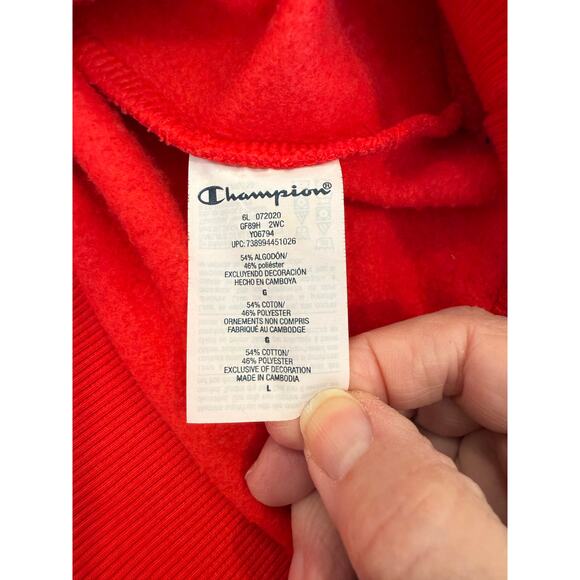 Champion®
6L 072020
GF89H 2WC
Y06794
UPC:738994451026
54% ALGODÓN/
46% poliéster
EXCLUYENDO DECORACIÓN
HECHO EN CAMBOYA
G
54% COTON/
46% POLYESTER
ORNEMENTS NON COMPRIS
FABRIQUÉ AU CAMBODGE
G
54% COTTON/
46% POLYESTER
EXCLUSIVE OF DECORATION
MADE IN CAMBODIA
L